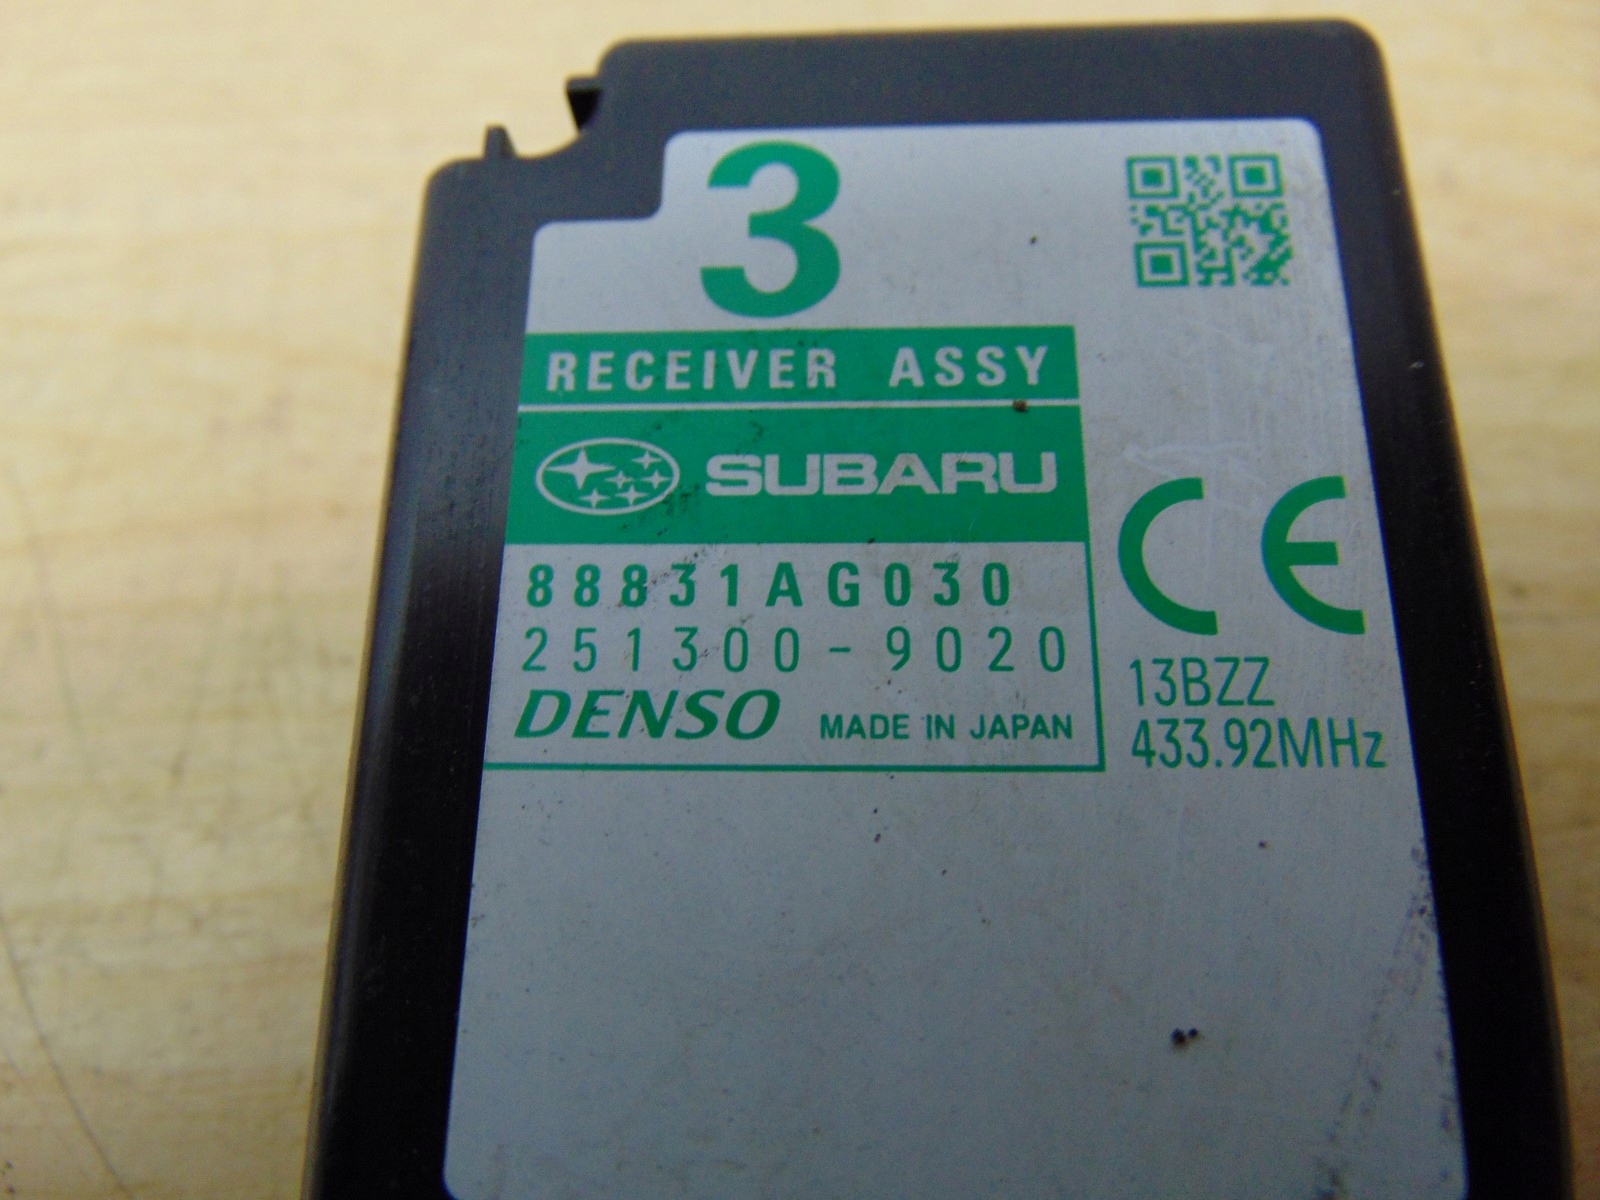 3
RECEIVER ASSY
SUBARU
88831AG030
251300-9020
DENSO MADE IN JAPAN
CE
13BZZ
433.92MHz